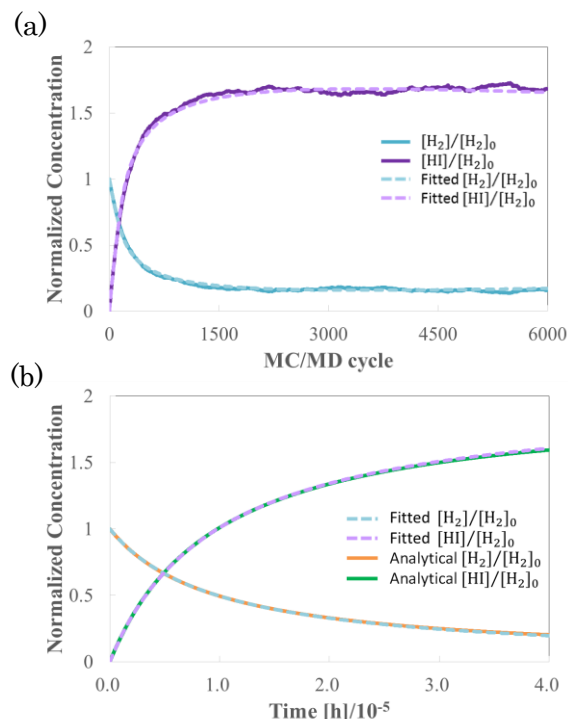 (a)
2
1.5
1
0.5
0
Normalized Concentration
[H₂]/[H₂]₀
[HI]/[H₂]₀
Fitted [H₂]/[H₂]₀
Fitted [HI]/[H₂]₀
0 1500 3000 4500 6000
MC/MD cycle
(b)
2
1.5
1
0.5
0
Normalized Concentration
Fitted [H₂]/[H₂]₀
Fitted [HI]/[H₂]₀
Analytical [H₂]/[H₂]₀
Analytical [HI]/[H₂]₀
0.0 1.0 2.0 3.0 4.0
Time [h]/10⁻⁵